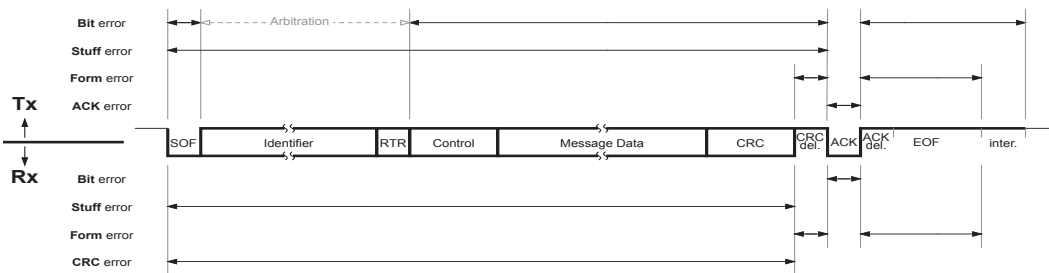 Bit error
Arbitration
Stuff error
Form error
ACK error
Tx
SOF Identifier RTR Control Message Data CRC CRC del. ACK ACK del. EOF inter.
Rx
Bit error
Stuff error
Form error
CRC error